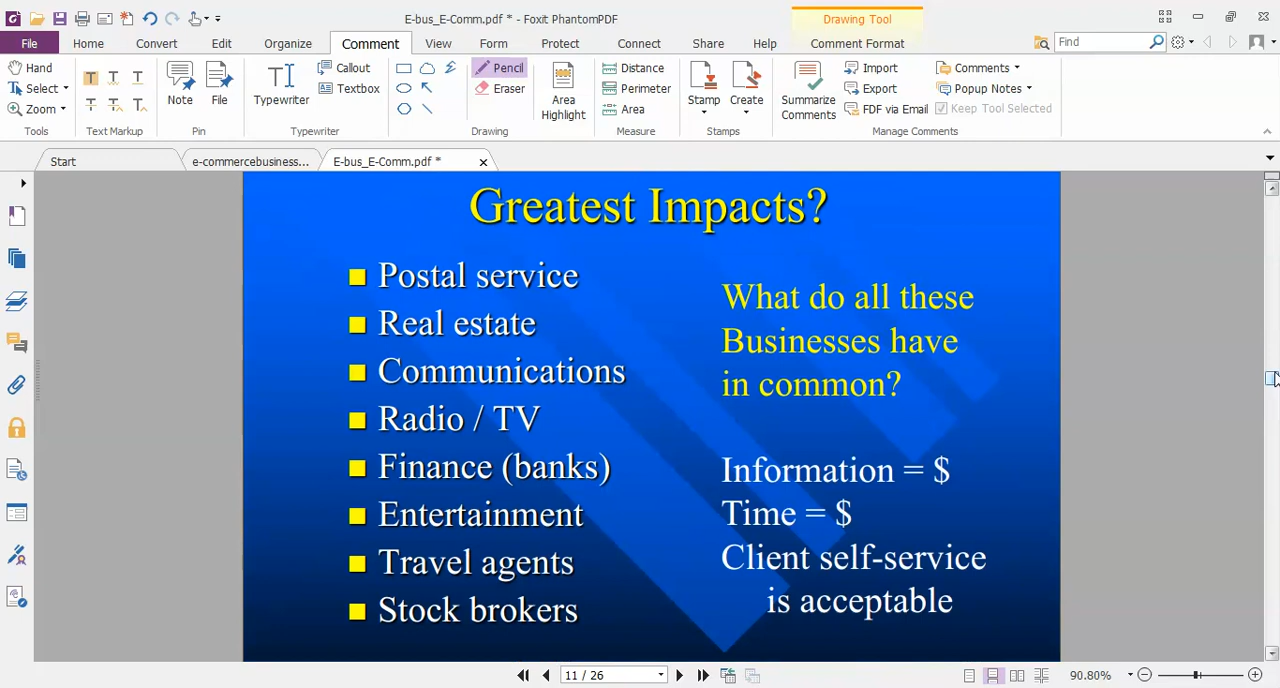 E-bus_E-Comm.pdf * - Foxit PhantomPDF
Drawing Tool
File Home Convert Edit Organize Comment View Form Protect Connect Share Help Comment Format Find
Hand
Select
Zoom
Tools
T T T
T T T
Text Markup
Note
File
Pin
Typewriter
Callout
Textbox
Typewriter
Pencil
Eraser
Drawing
Area
Highlight
Distance
Perimeter
Area
Measure
Stamp
Create
Stamps
Summarize
Comments
Import
Export
FDF via Email
Comments
Popup Notes
Keep Tool Selected
Manage Comments
Start e-commercebusiness... E-bus_E-Comm.pdf *
Greatest Impacts?
Postal service
Real estate
Communications
Radio / TV
Finance (banks)
Entertainment
Travel agents
Stock brokers
What do all these
Businesses have
in common?
Information = $
Time = $
Client self-service
is acceptable
11 / 26
90.80%